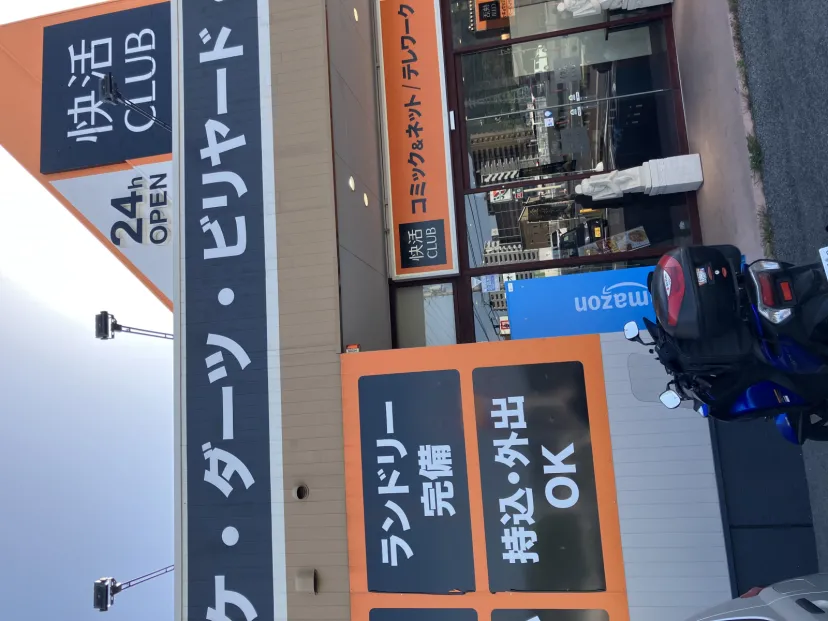 快活
CLUB
24h
OPEN
ケ・ダーツ・ビリヤード・
快活
CLUB
コミック&ネット/テレワーク
amazon
ランドリー
完備
持込・外出
OK